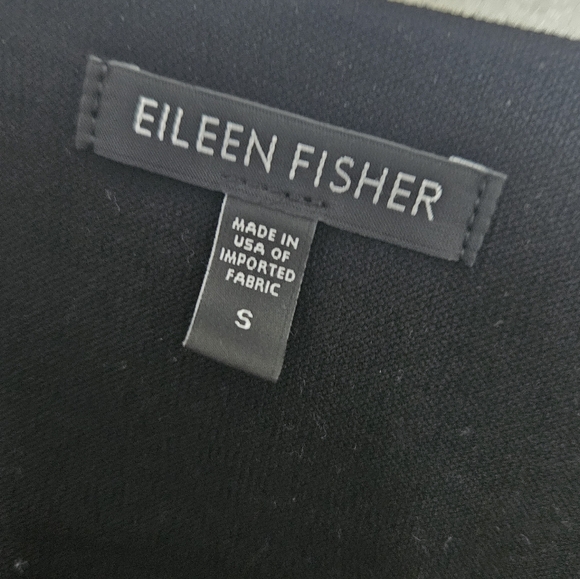 EILEEN FISHER
MADE IN
USA OF
IMPORTED
FABRIC
S